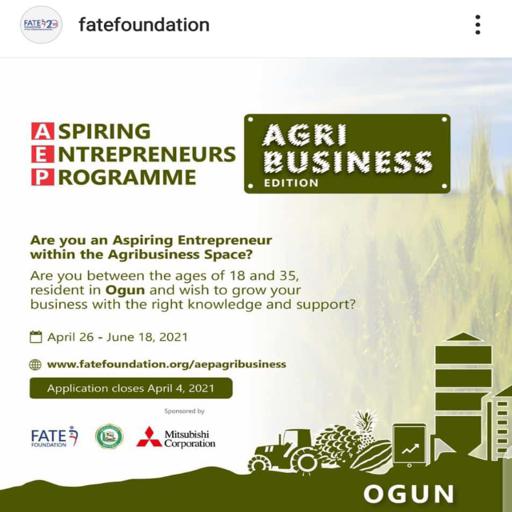 FATE
fatefoundation
ASPIRING
ENTREPRENEURS
PROGRAMME
AGRI
BUSINESS
EDITION
Are you an Aspiring Entrepreneur
within the Agribusiness Space?
Are you between the ages of 18 and 35,
resident in Ogun and wish to grow your
business with the right knowledge and support?
April 26 - June 18, 2021
www.fatefoundation.org/aepagribusiness
Application closes April 4, 2021
Sponsored by
FATE
FOUNDATION
Mitsubishi
Corporation
OGUN